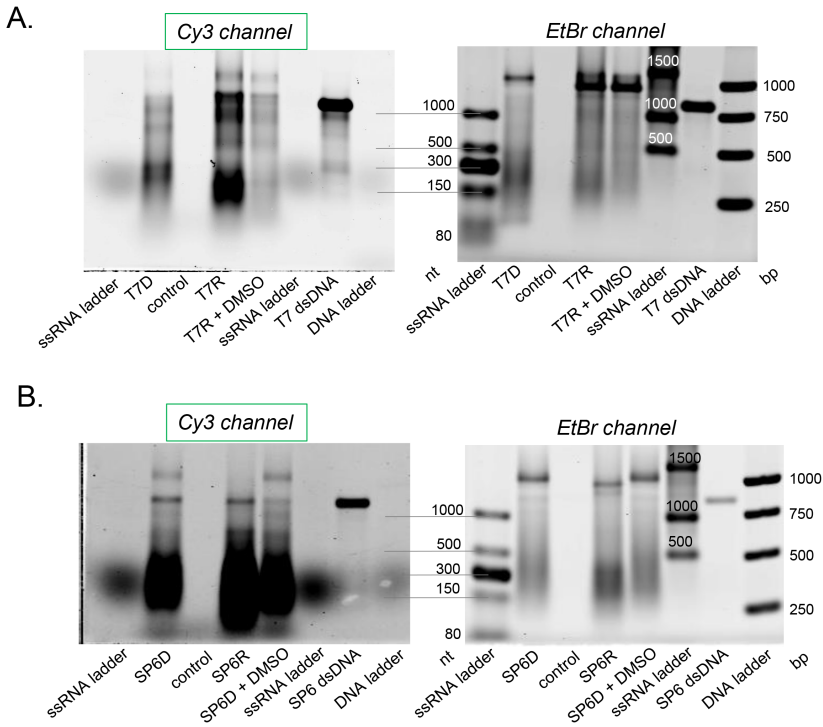 A.
Cy3 channel
EtBr channel
1500
1000
500
1000
500
300
150
80
nt
1000
750
500
250
bp
ssRNA ladder
T7D
control
T7R
T7R + DMSO
ssRNA ladder
T7 dsDNA
DNA ladder
ssRNA ladder
T7D
control
T7R
T7R + DMSO
ssRNA ladder
T7 dsDNA
DNA ladder
B.
Cy3 channel
EtBr channel
1500
1000
500
1000
500
300
150
80
nt
1000
750
500
250
bp
ssRNA ladder
SP6D
control
SP6R
SP6D + DMSO
ssRNA ladder
SP6 dsDNA
DNA ladder
ssRNA ladder
SP6D
control
SP6R
SP6D + DMSO
ssRNA ladder
SP6 dsDNA
DNA ladder